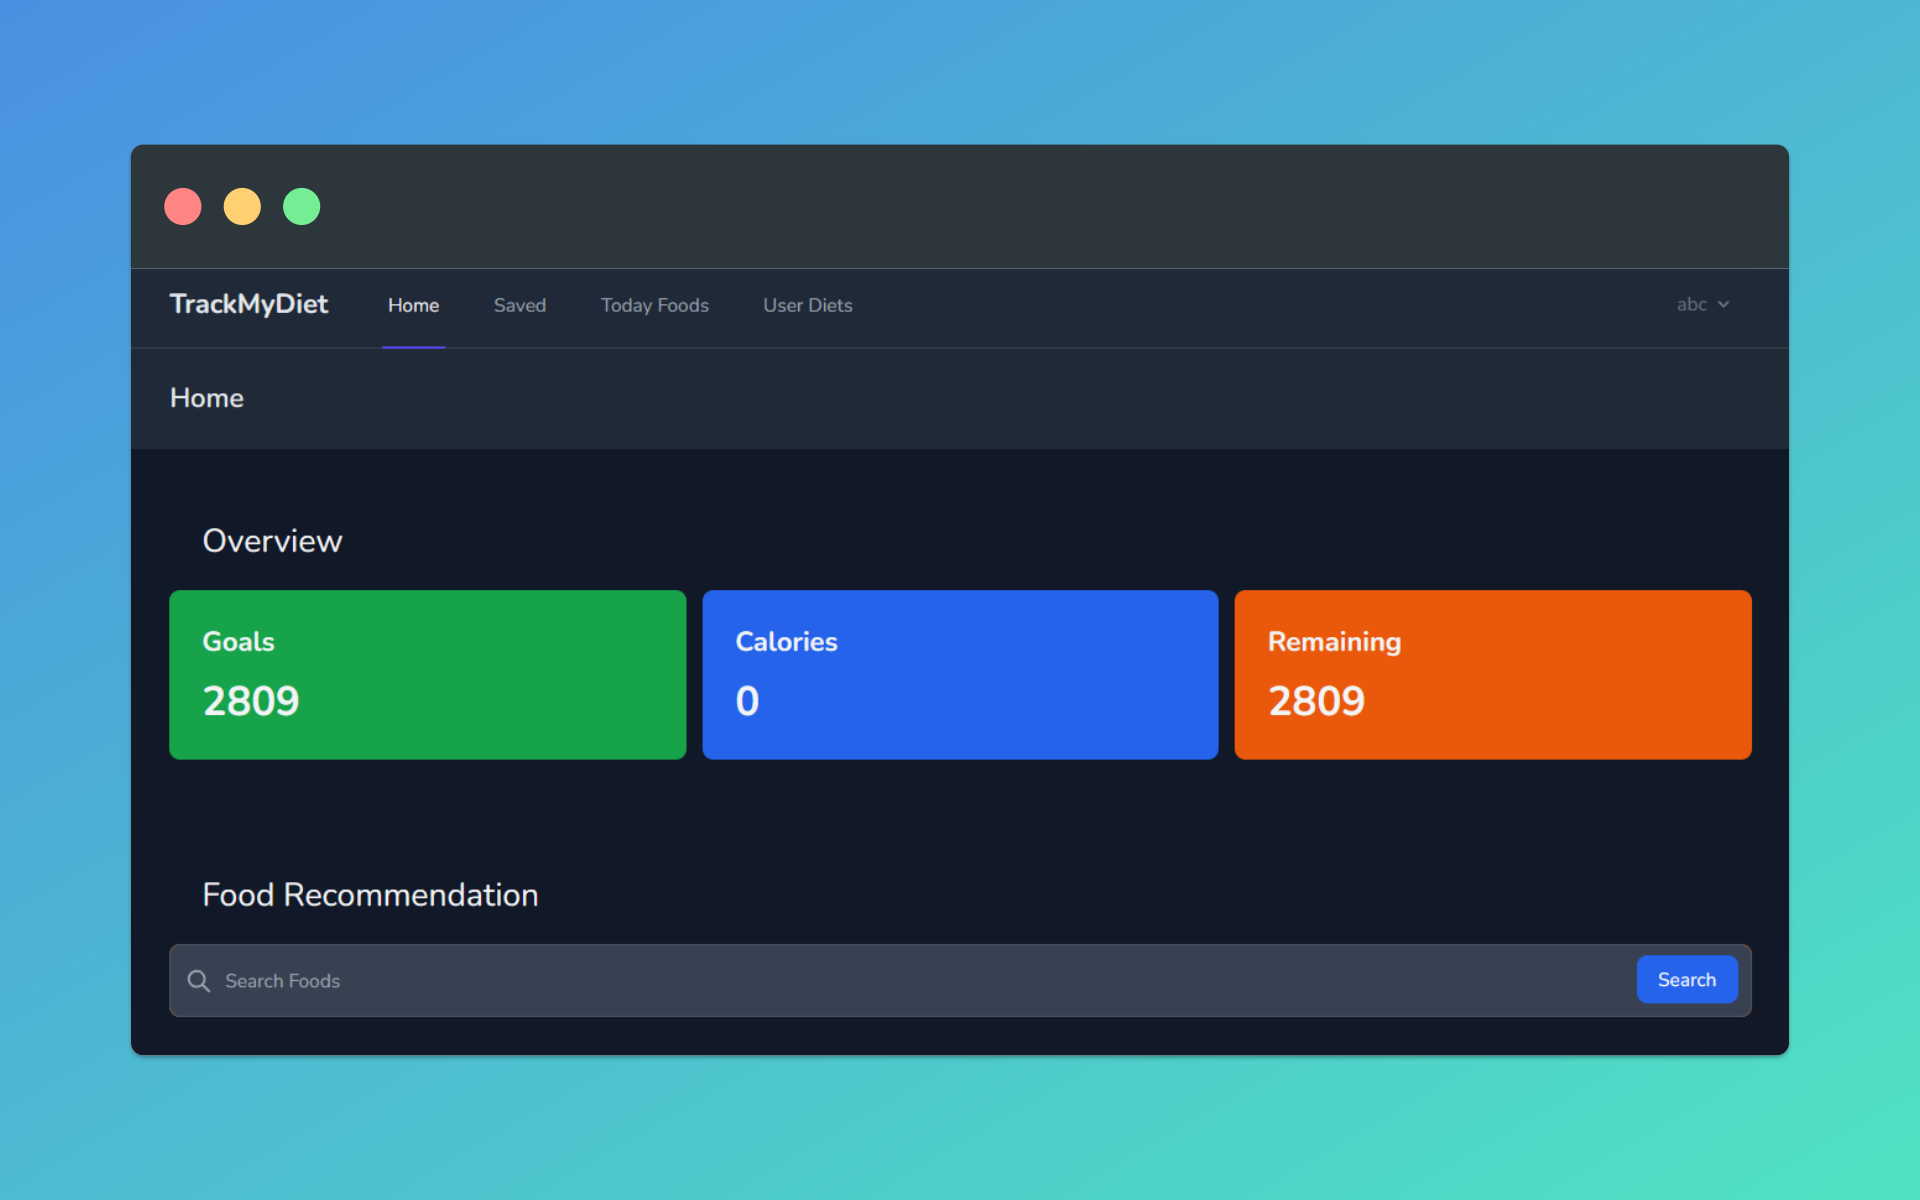 TrackMyDiet Home Saved Today Foods User Diets abc
Home
Overview
Goals
2809
Calories
0
Remaining
2809
Food Recommendation
Search Foods Search